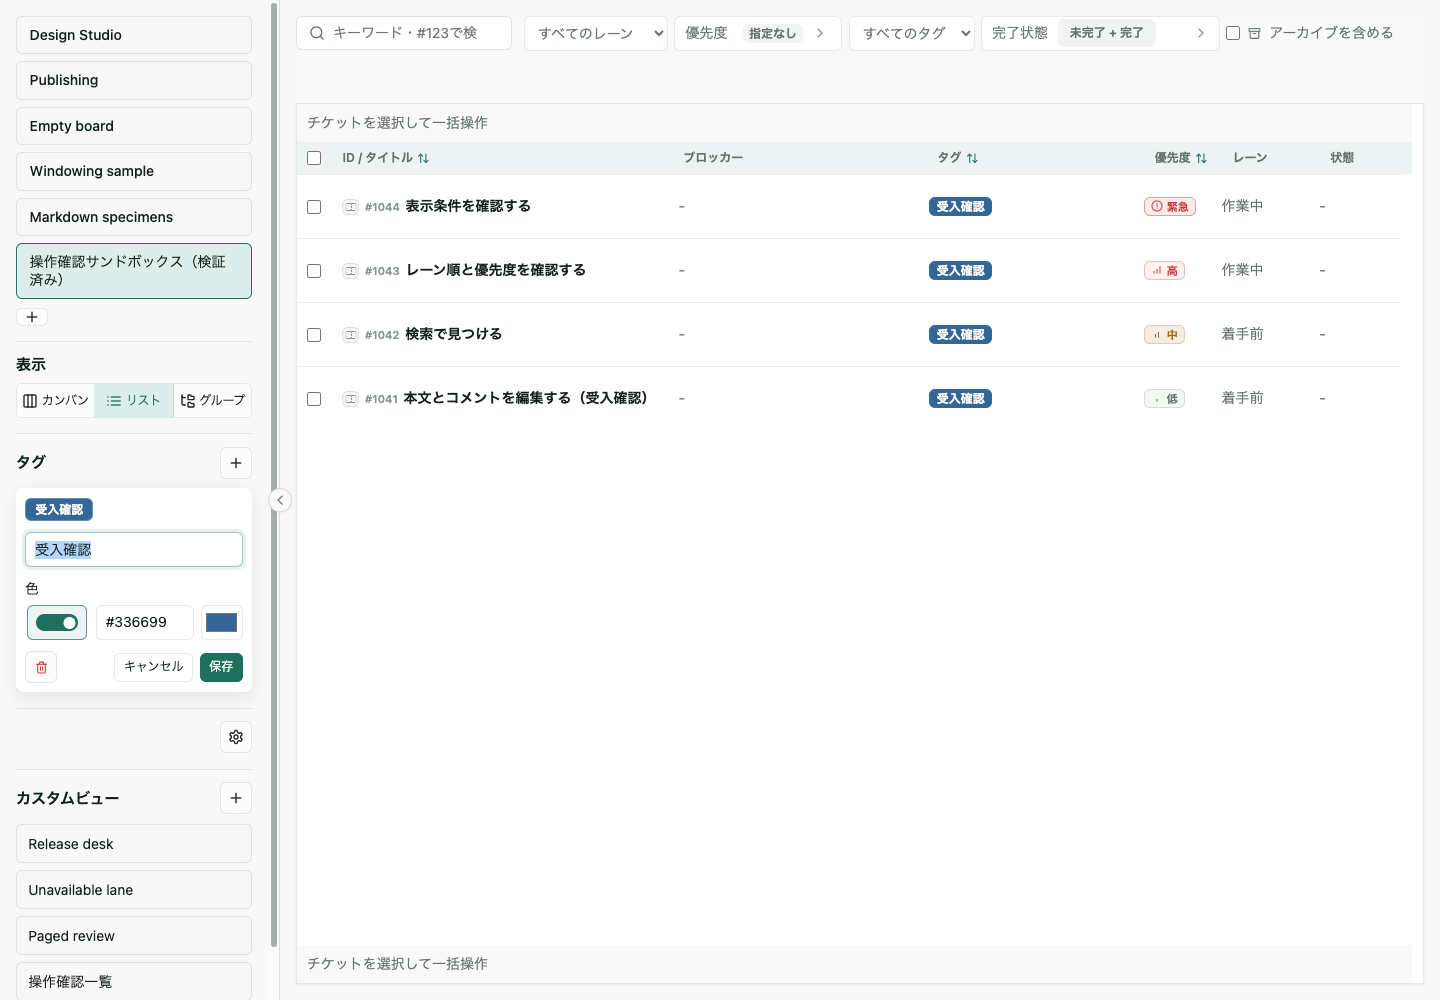 Design Studio
Publishing
Empty board
Windowing sample
Markdown specimens
操作確認サンドボックス（検証
済み）
表示
カンバン リスト グループ
タグ
受入確認
受入確認
色
#336699
キャンセル 保存
カスタムビュー
Release desk
Unavailable lane
Paged review
操作確認一覧
キーワード・#123で検 すべてのレーン 優先度 指定なし すべてのタグ 完了状態 未完了 + 完了 アーカイブを含める
チケットを選択して一括操作
ID / タイトル ブロッカー タグ 優先度 レーン 状態
#1044 表示条件を確認する - 受入確認 緊急 作業中 -
#1043 レーン順と優先度を確認する - 受入確認 高 作業中 -
#1042 検索で見つける - 受入確認 中 着手前 -
#1041 本文とコメントを編集する（受入確認） - 受入確認 低 着手前 -
チケットを選択して一括操作